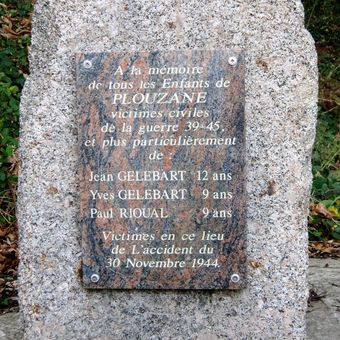 A la mémoire
de tous les Enfants de
PLOUZANE
victimes civiles
de la guerre 39-45,
et plus particulièrement
de :
Jean GELEBART 12 ans
Yves GELEBART 9 ans
Paul RIOUAL 9 ans
Victimes en ce lieu
de L'accident du
30 Novembre 1944.